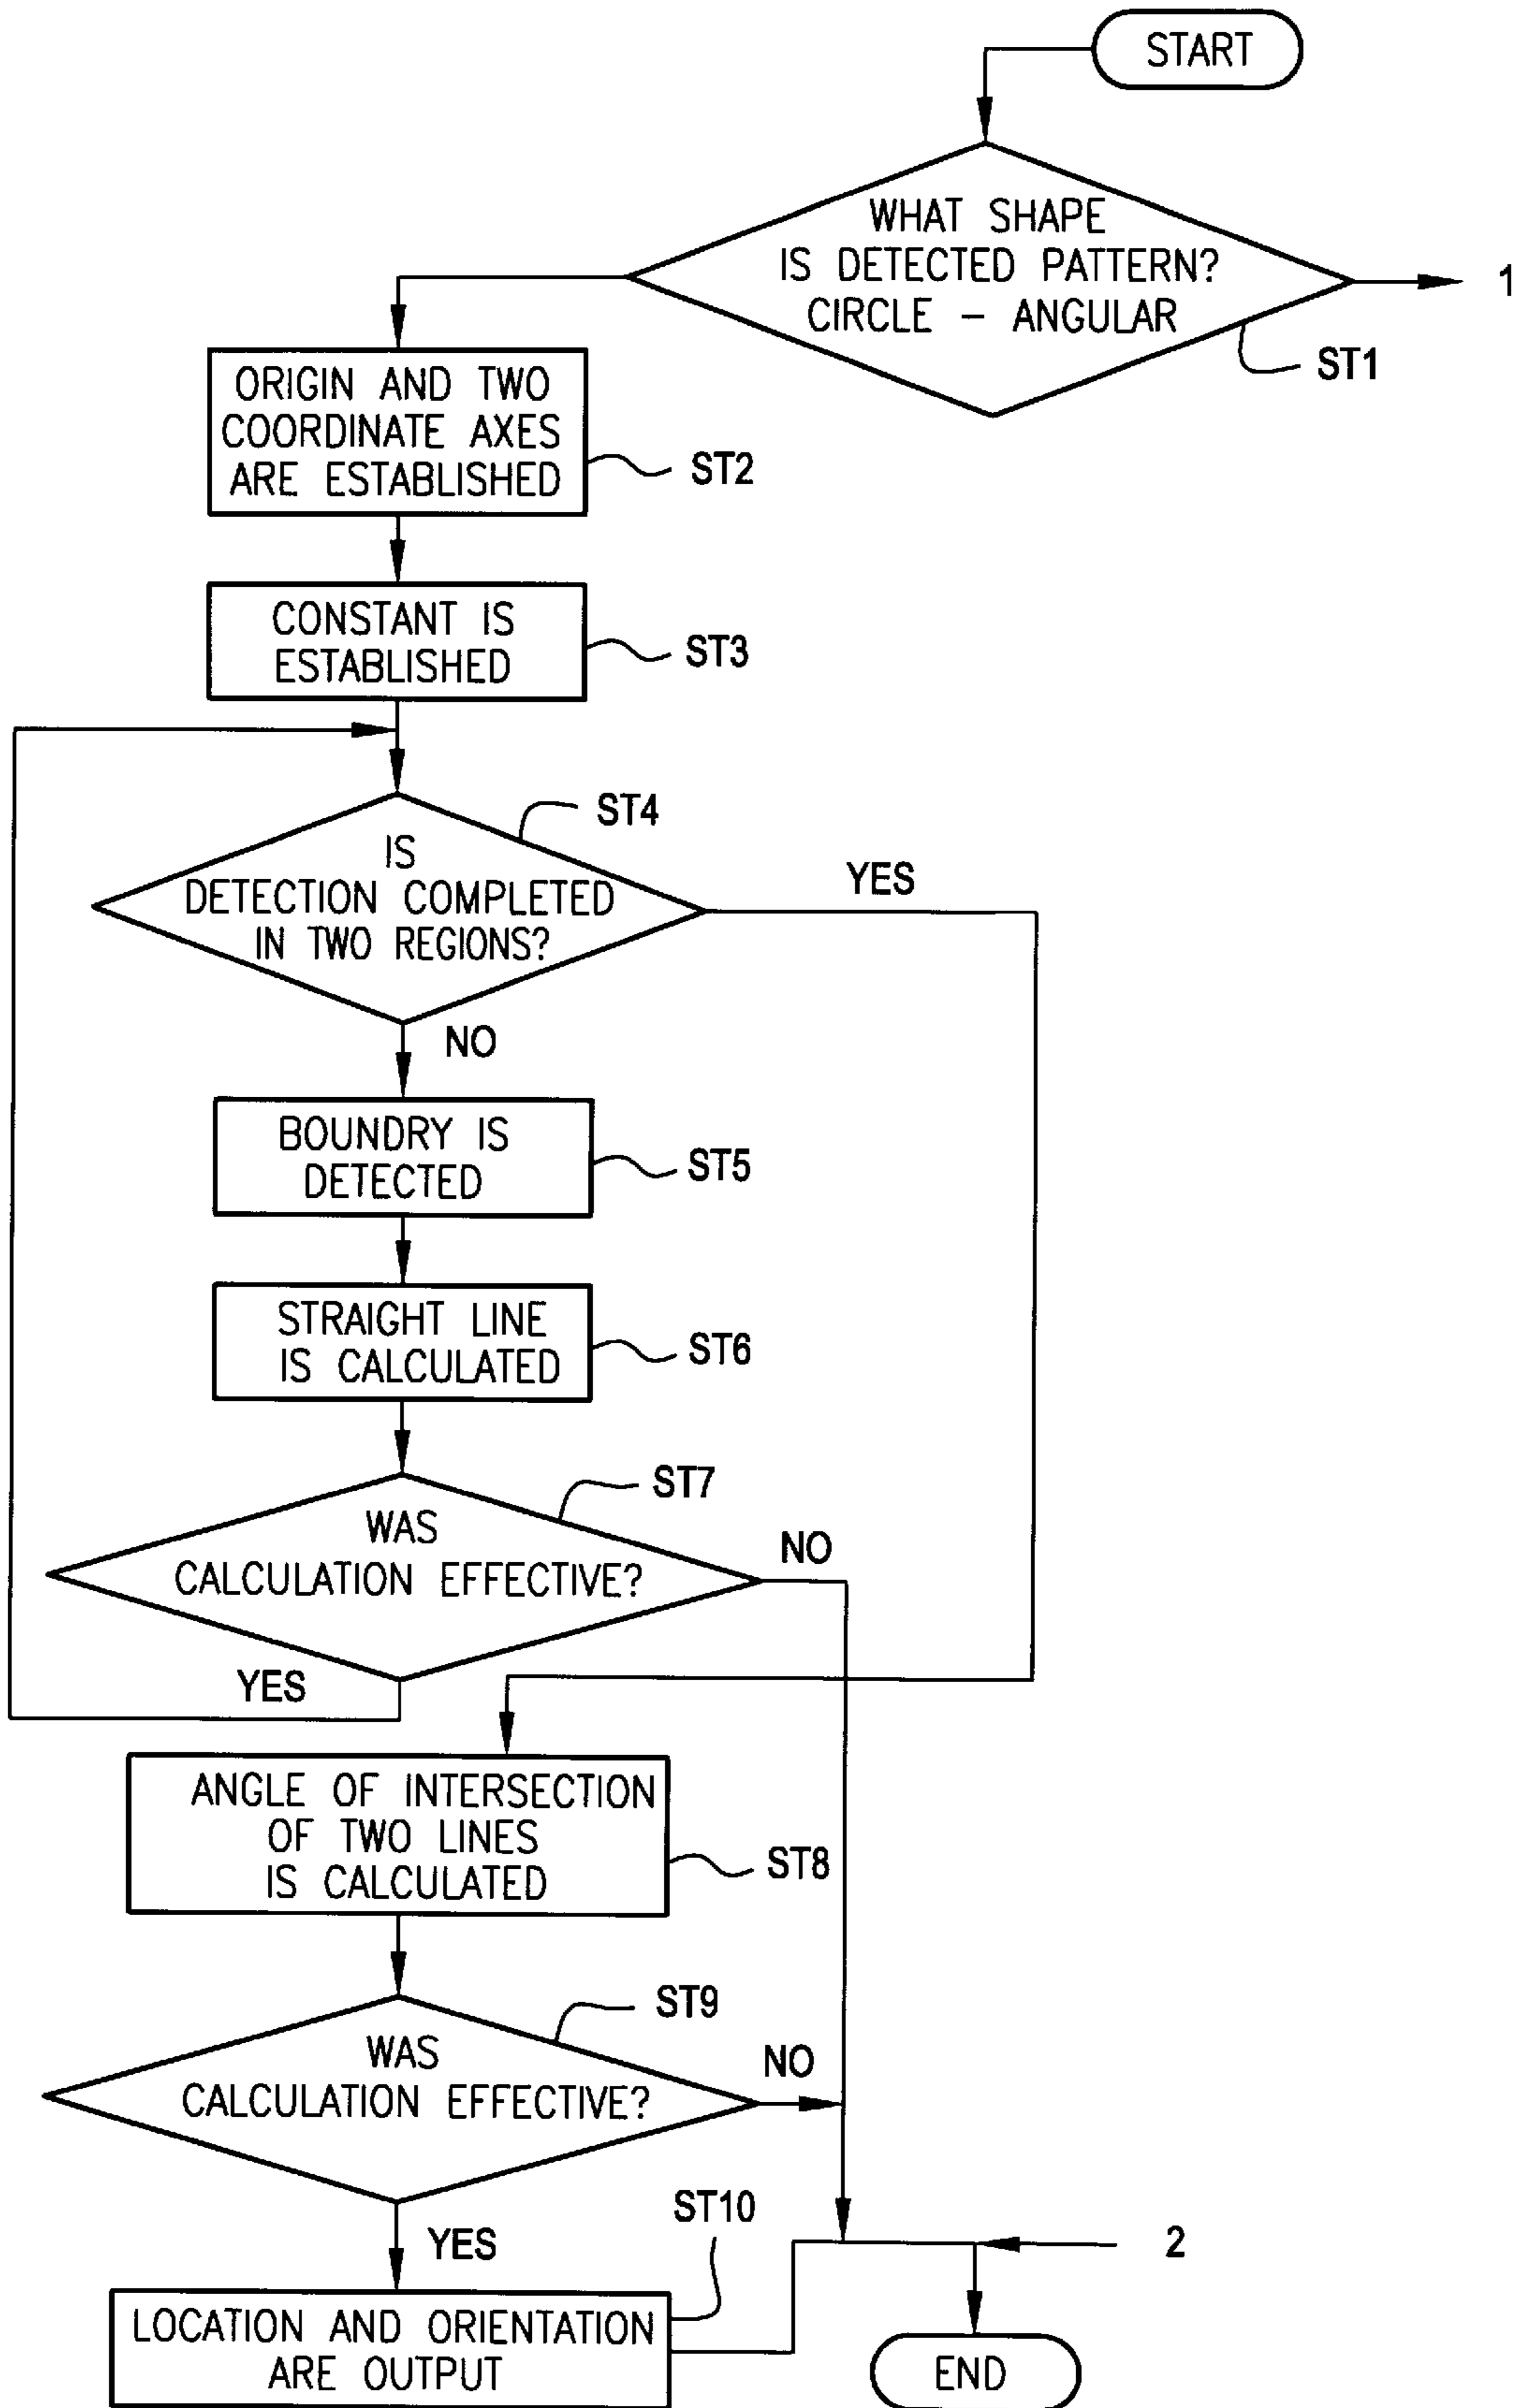 START
WHAT SHAPE
IS DETECTED PATTERN?
CIRCLE – ANGULAR
1
ST1
ORIGIN AND TWO
COORDINATE AXES
ARE ESTABLISHED
ST2
CONSTANT IS
ESTABLISHED
ST3
ST4
IS
DETECTION COMPLETED
IN TWO REGIONS?
YES
NO
BOUNDRY IS
DETECTED
ST5
STRAIGHT LINE
IS CALCULATED
ST6
ST7
WAS
CALCULATION EFFECTIVE?
NO
YES
ANGLE OF INTERSECTION
OF TWO LINES
IS CALCULATED
ST8
ST9
WAS
CALCULATION EFFECTIVE?
NO
YES
ST10
2
LOCATION AND ORIENTATION
ARE OUTPUT
END